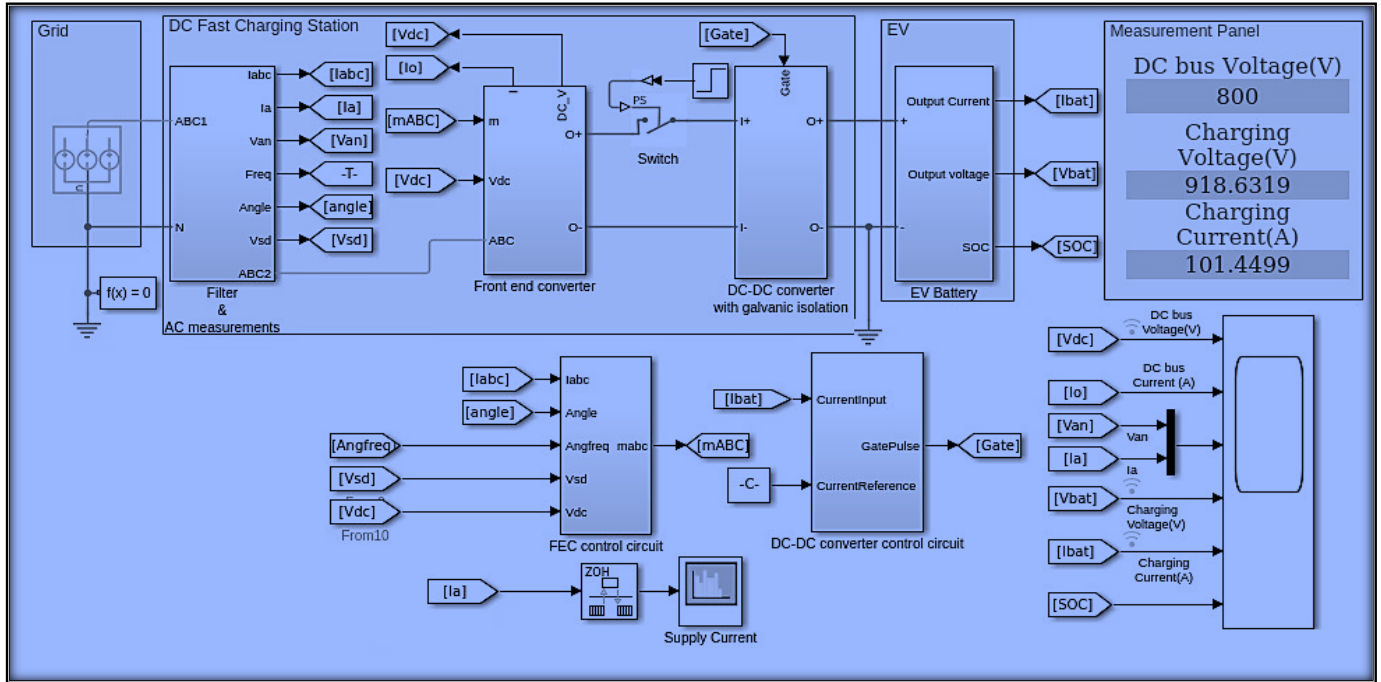 Grid
DC Fast Charging Station
EV
Measurement Panel
[Vdc]
[Io]
[Gate]
DC bus Voltage(V)
800
Charging
Voltage(V)
918.6319
Charging
Current(A)
101.4499
Iabc
[Iabc]
Ia
[Ia]
ABC1
Van
[Van]
Freq
-T-
Angle
[angle]
N
Vsd
[Vsd]
ABC2
f(x) = 0
Filter
&
AC measurements
[mABC]
m
DC_V
[Vdc]
Vdc
O+
ABC
O-
Front end converter
PS
Switch
Gate
I+
O+
I-
O-
DC-DC converter
with galvanic isolation
+
Output Current
[Ibat]
Output voltage
[Vbat]
-
SOC
[SOC]
EV Battery
[Iabc]
Iabc
[angle]
Angle
[Angfreq]
Angfreq
mabc
[mABC]
[Vsd]
Vsd
[Vdc]
Vdc
From10
FEC control circuit
[Ibat]
CurrentInput
GatePulse
[Gate]
-C-
CurrentReference
DC-DC converter control circuit
[Ia]
ZOH
Supply Current
[Vdc]
DC bus
Voltage(V)
[Io]
DC bus
Current (A)
[Van]
Van
[Ia]
Ia
[Vbat]
Charging
Voltage(V)
[Ibat]
Charging
Current(A)
[SOC]